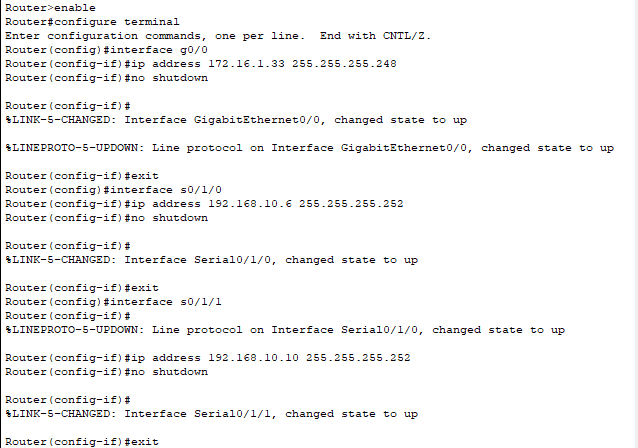 Router>enable
Router#configure terminal
Enter configuration commands, one per line.  End with CNTL/Z.
Router(config)#interface g0/0
Router(config-if)#ip address 172.16.1.33 255.255.255.248
Router(config-if)#no shutdown
Router(config-if)#
%LINK-5-CHANGED: Interface GigabitEthernet0/0, changed state to up
%LINEPROTO-5-UPDOWN: Line protocol on Interface GigabitEthernet0/0, changed state to up
Router(config-if)#exit
Router(config)#interface s0/1/0
Router(config-if)#ip address 192.168.10.6 255.255.255.252
Router(config-if)#no shutdown
Router(config-if)#
%LINK-5-CHANGED: Interface Serial0/1/0, changed state to up
Router(config-if)#exit
Router(config)#interface s0/1/1
Router(config-if)#
%LINEPROTO-5-UPDOWN: Line protocol on Interface Serial0/1/0, changed state to up
Router(config-if)#ip address 192.168.10.10 255.255.255.252
Router(config-if)#no shutdown
Router(config-if)#
%LINK-5-CHANGED: Interface Serial0/1/1, changed state to up
Router(config-if)#exit